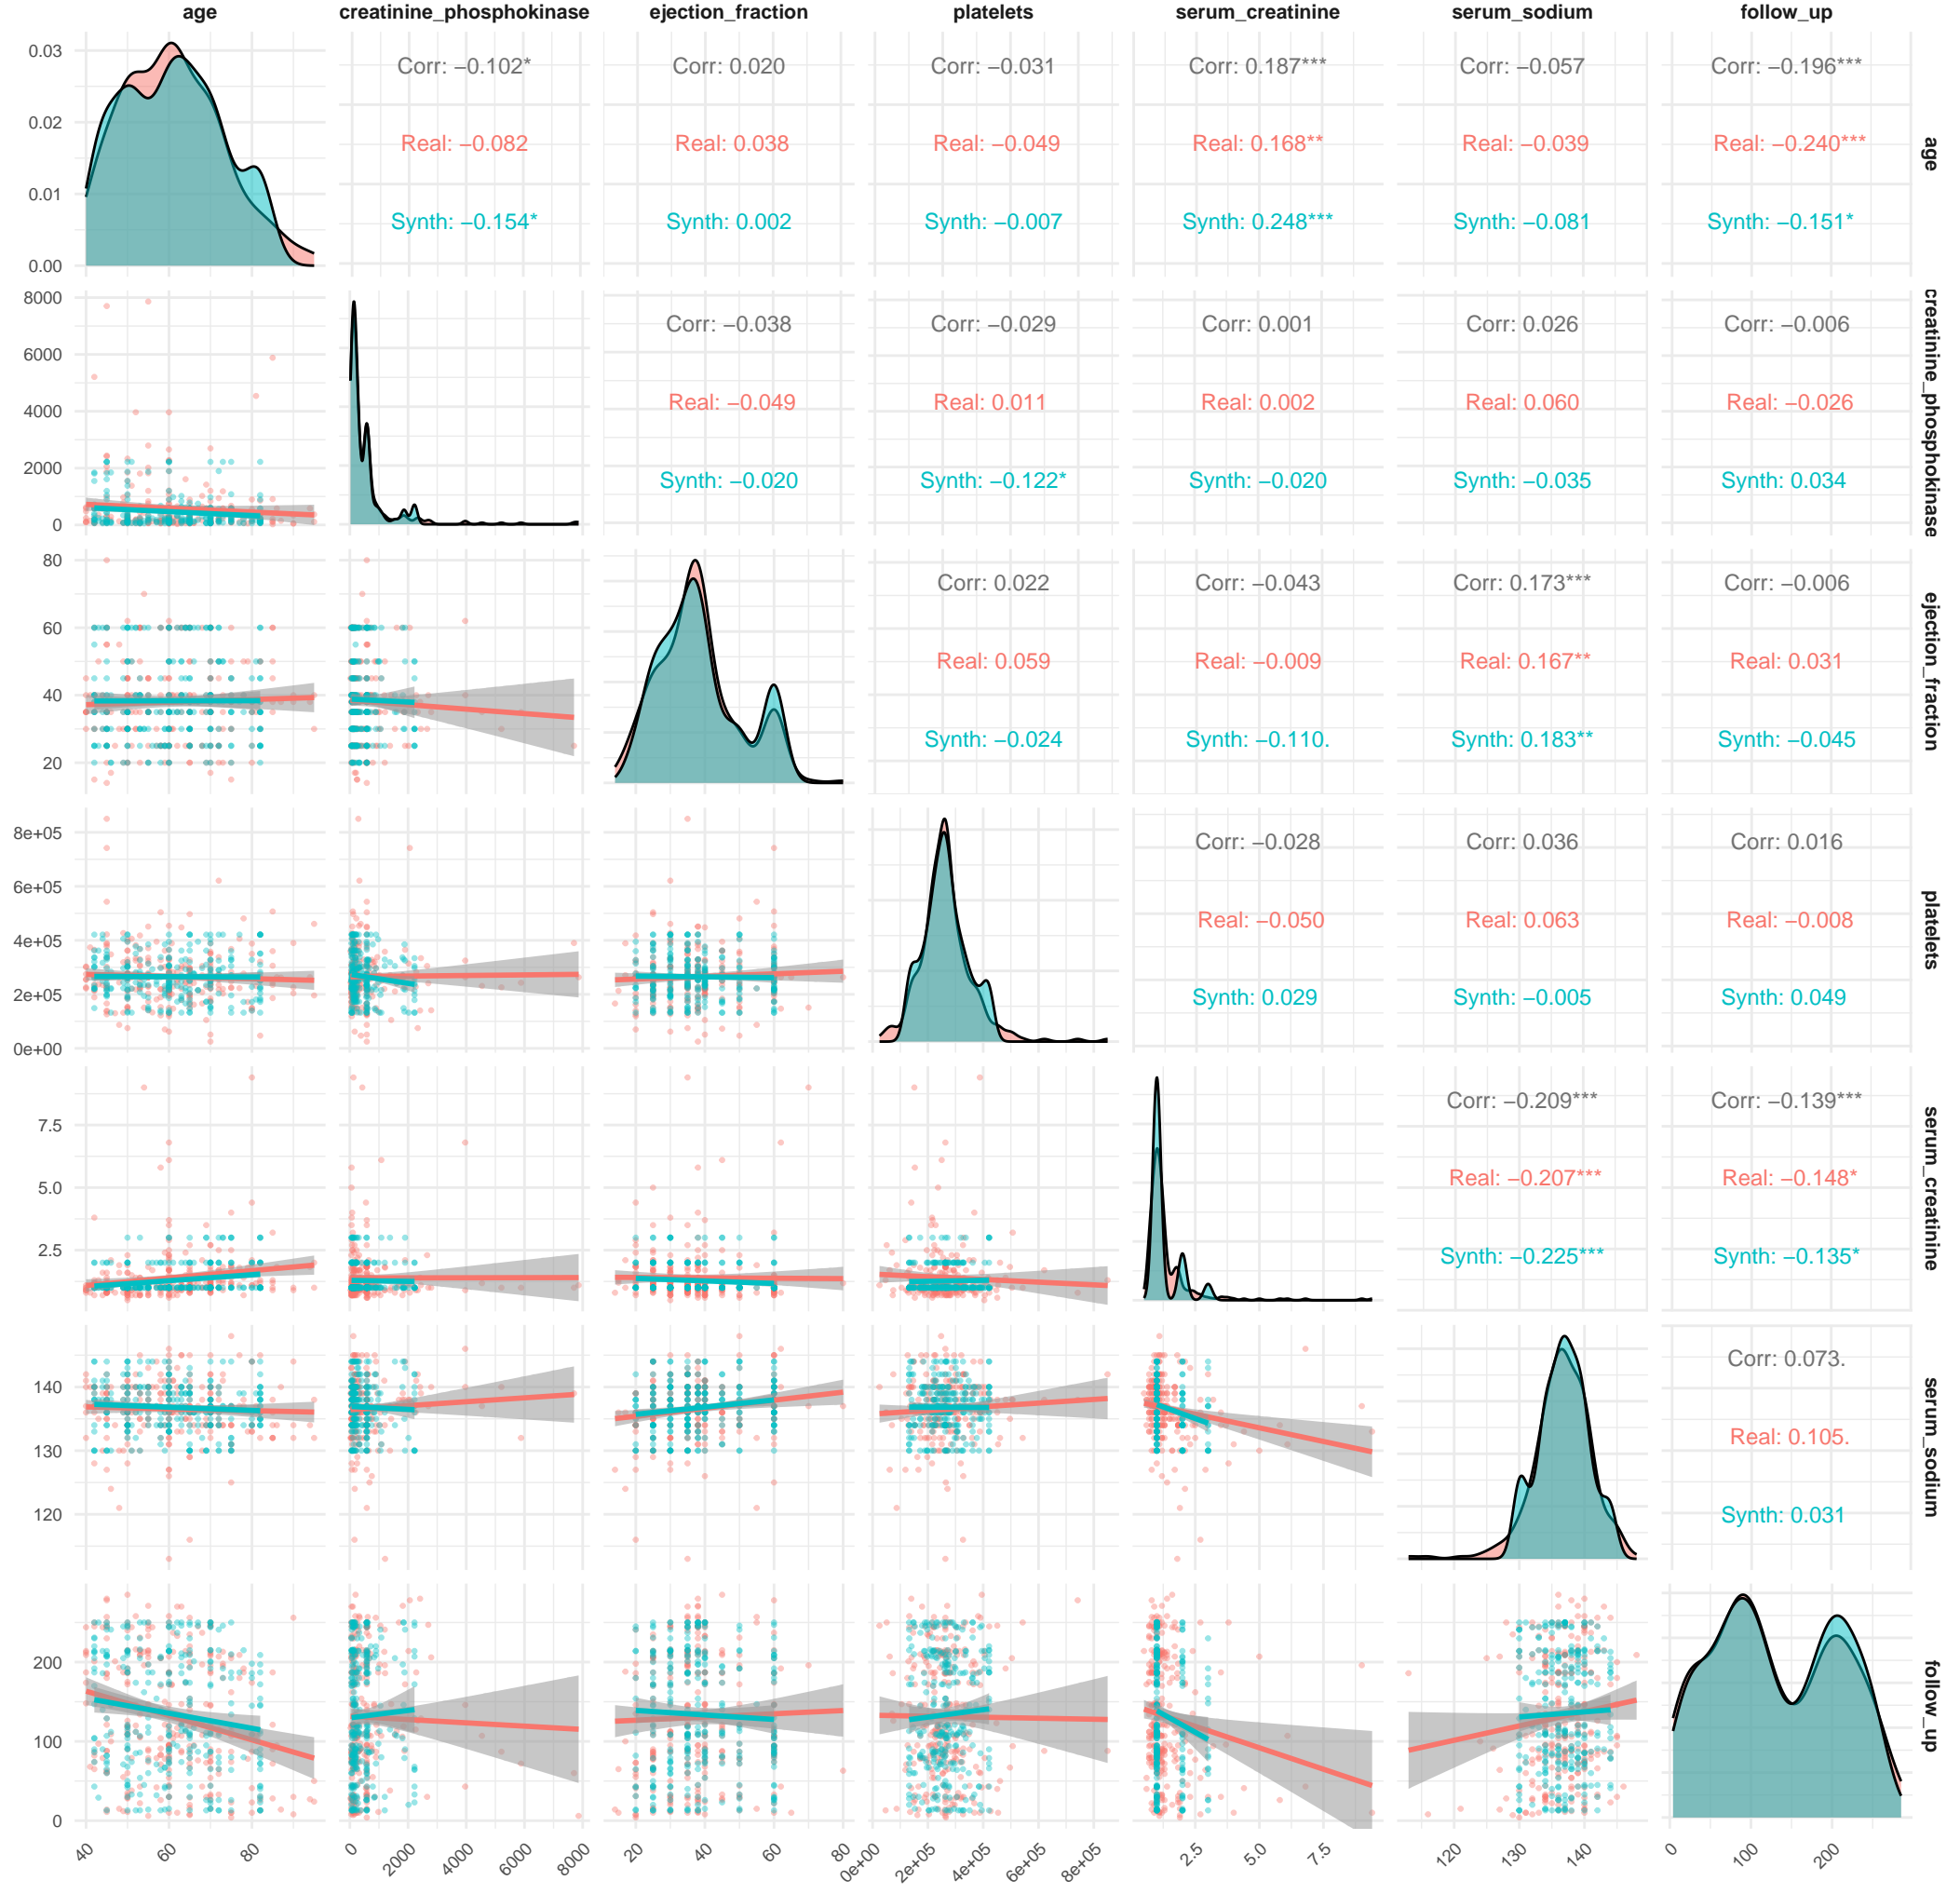 age creatinine_phosphokinase ejection_fraction platelets serum_creatinine serum_sodium follow_up
0.03
0.02
0.01
0.00
Corr: −0.102* Corr: 0.020 Corr: −0.031 Corr: 0.187*** Corr: −0.057 Corr: −0.196***
Real: −0.082 Real: 0.038 Real: −0.049 Real: 0.168** Real: −0.039 Real: −0.240***
Synth: −0.154* Synth: 0.002 Synth: −0.007 Synth: 0.248*** Synth: −0.081 Synth: −0.151*
age
8000
6000
4000
2000
0
Corr: −0.038 Corr: −0.029 Corr: 0.001 Corr: 0.026 Corr: −0.006
Real: −0.049 Real: 0.011 Real: 0.002 Real: 0.060 Real: −0.026
Synth: −0.020 Synth: −0.122* Synth: −0.020 Synth: −0.035 Synth: 0.034
creatinine_phosphokinase
80
60
40
20
Corr: 0.022 Corr: −0.043 Corr: 0.173*** Corr: −0.006
Real: 0.059 Real: −0.009 Real: 0.167** Real: 0.031
Synth: −0.024 Synth: −0.110. Synth: 0.183** Synth: −0.045
ejection_fraction
8e+05
6e+05
4e+05
2e+05
0e+00
Corr: −0.028 Corr: 0.036 Corr: 0.016
Real: −0.050 Real: 0.063 Real: −0.008
Synth: 0.029 Synth: −0.005 Synth: 0.049
platelets
7.5
5.0
2.5
Corr: −0.209*** Corr: −0.139***
Real: −0.207*** Real: −0.148*
Synth: −0.225*** Synth: −0.135*
serum_creatinine
140
130
120
Corr: 0.073.
Real: 0.105.
Synth: 0.031
serum_sodium
200
100
0
follow_up
40 60 80 0 2000 4000 6000 8000 20 40 60 80 0e+00 2e+05 4e+05 6e+05 8e+05 2.5 5.0 7.5 120 130 140 0 100 200